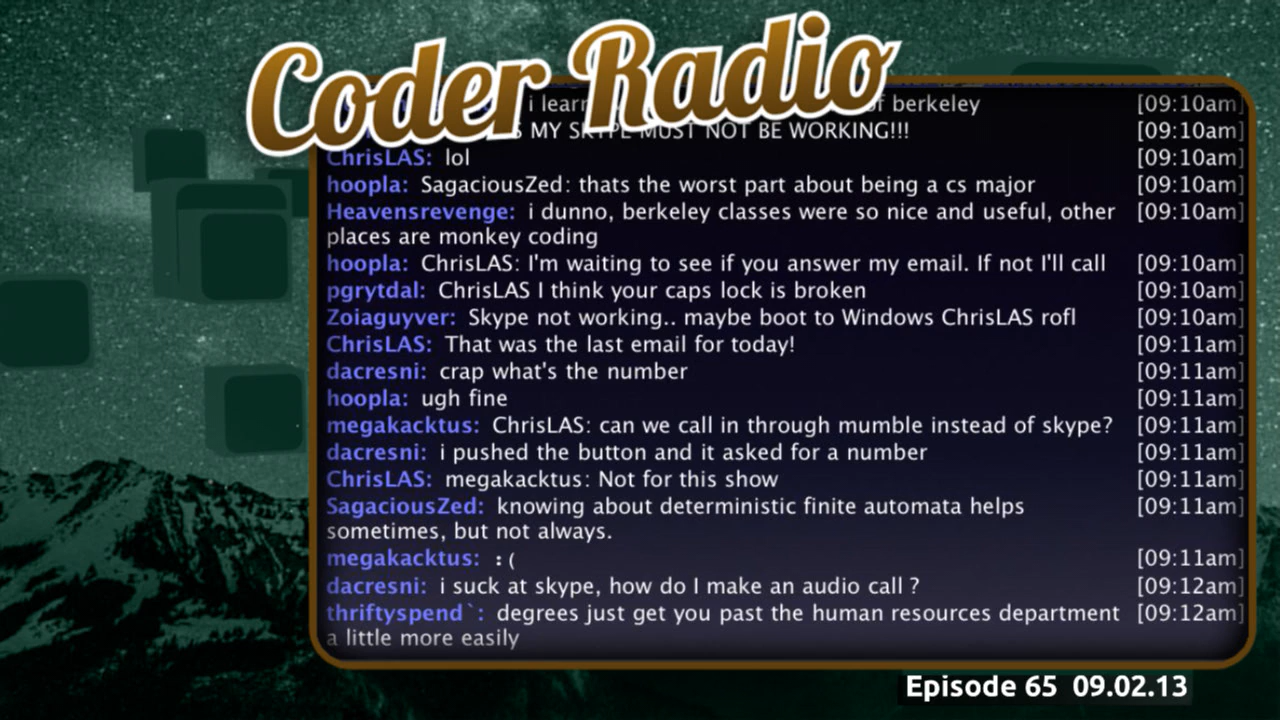 Coder Radio
i learn of berkeley [09:10am]
MY SKYPE MUST NOT BE WORKING!!! [09:10am]
ChrisLAS: lol [09:10am]
hoopla: SagaciousZed: thats the worst part about being a cs major [09:10am]
Heavensrevenge: i dunno, berkeley classes were so nice and useful, other [09:10am]
places are monkey coding
hoopla: ChrisLAS: I'm waiting to see if you answer my email. If not I'll call [09:10am]
pgrytdal: ChrisLAS I think your caps lock is broken [09:10am]
Zoiaguyver: Skype not working.. maybe boot to Windows ChrisLAS rofl [09:10am]
ChrisLAS: That was the last email for today! [09:11am]
dacresni: crap what's the number [09:11am]
hoopla: ugh fine [09:11am]
megakacktus: ChrisLAS: can we call in through mumble instead of skype? [09:11am]
dacresni: i pushed the button and it asked for a number [09:11am]
ChrisLAS: megakacktus: Not for this show [09:11am]
SagaciousZed: knowing about deterministic finite automata helps [09:11am]
sometimes, but not always.
megakacktus: :( [09:11am]
dacresni: i suck at skype, how do I make an audio call ? [09:12am]
thriftyspend`: degrees just get you past the human resources department [09:12am]
a little more easily
Episode 65 09.02.13